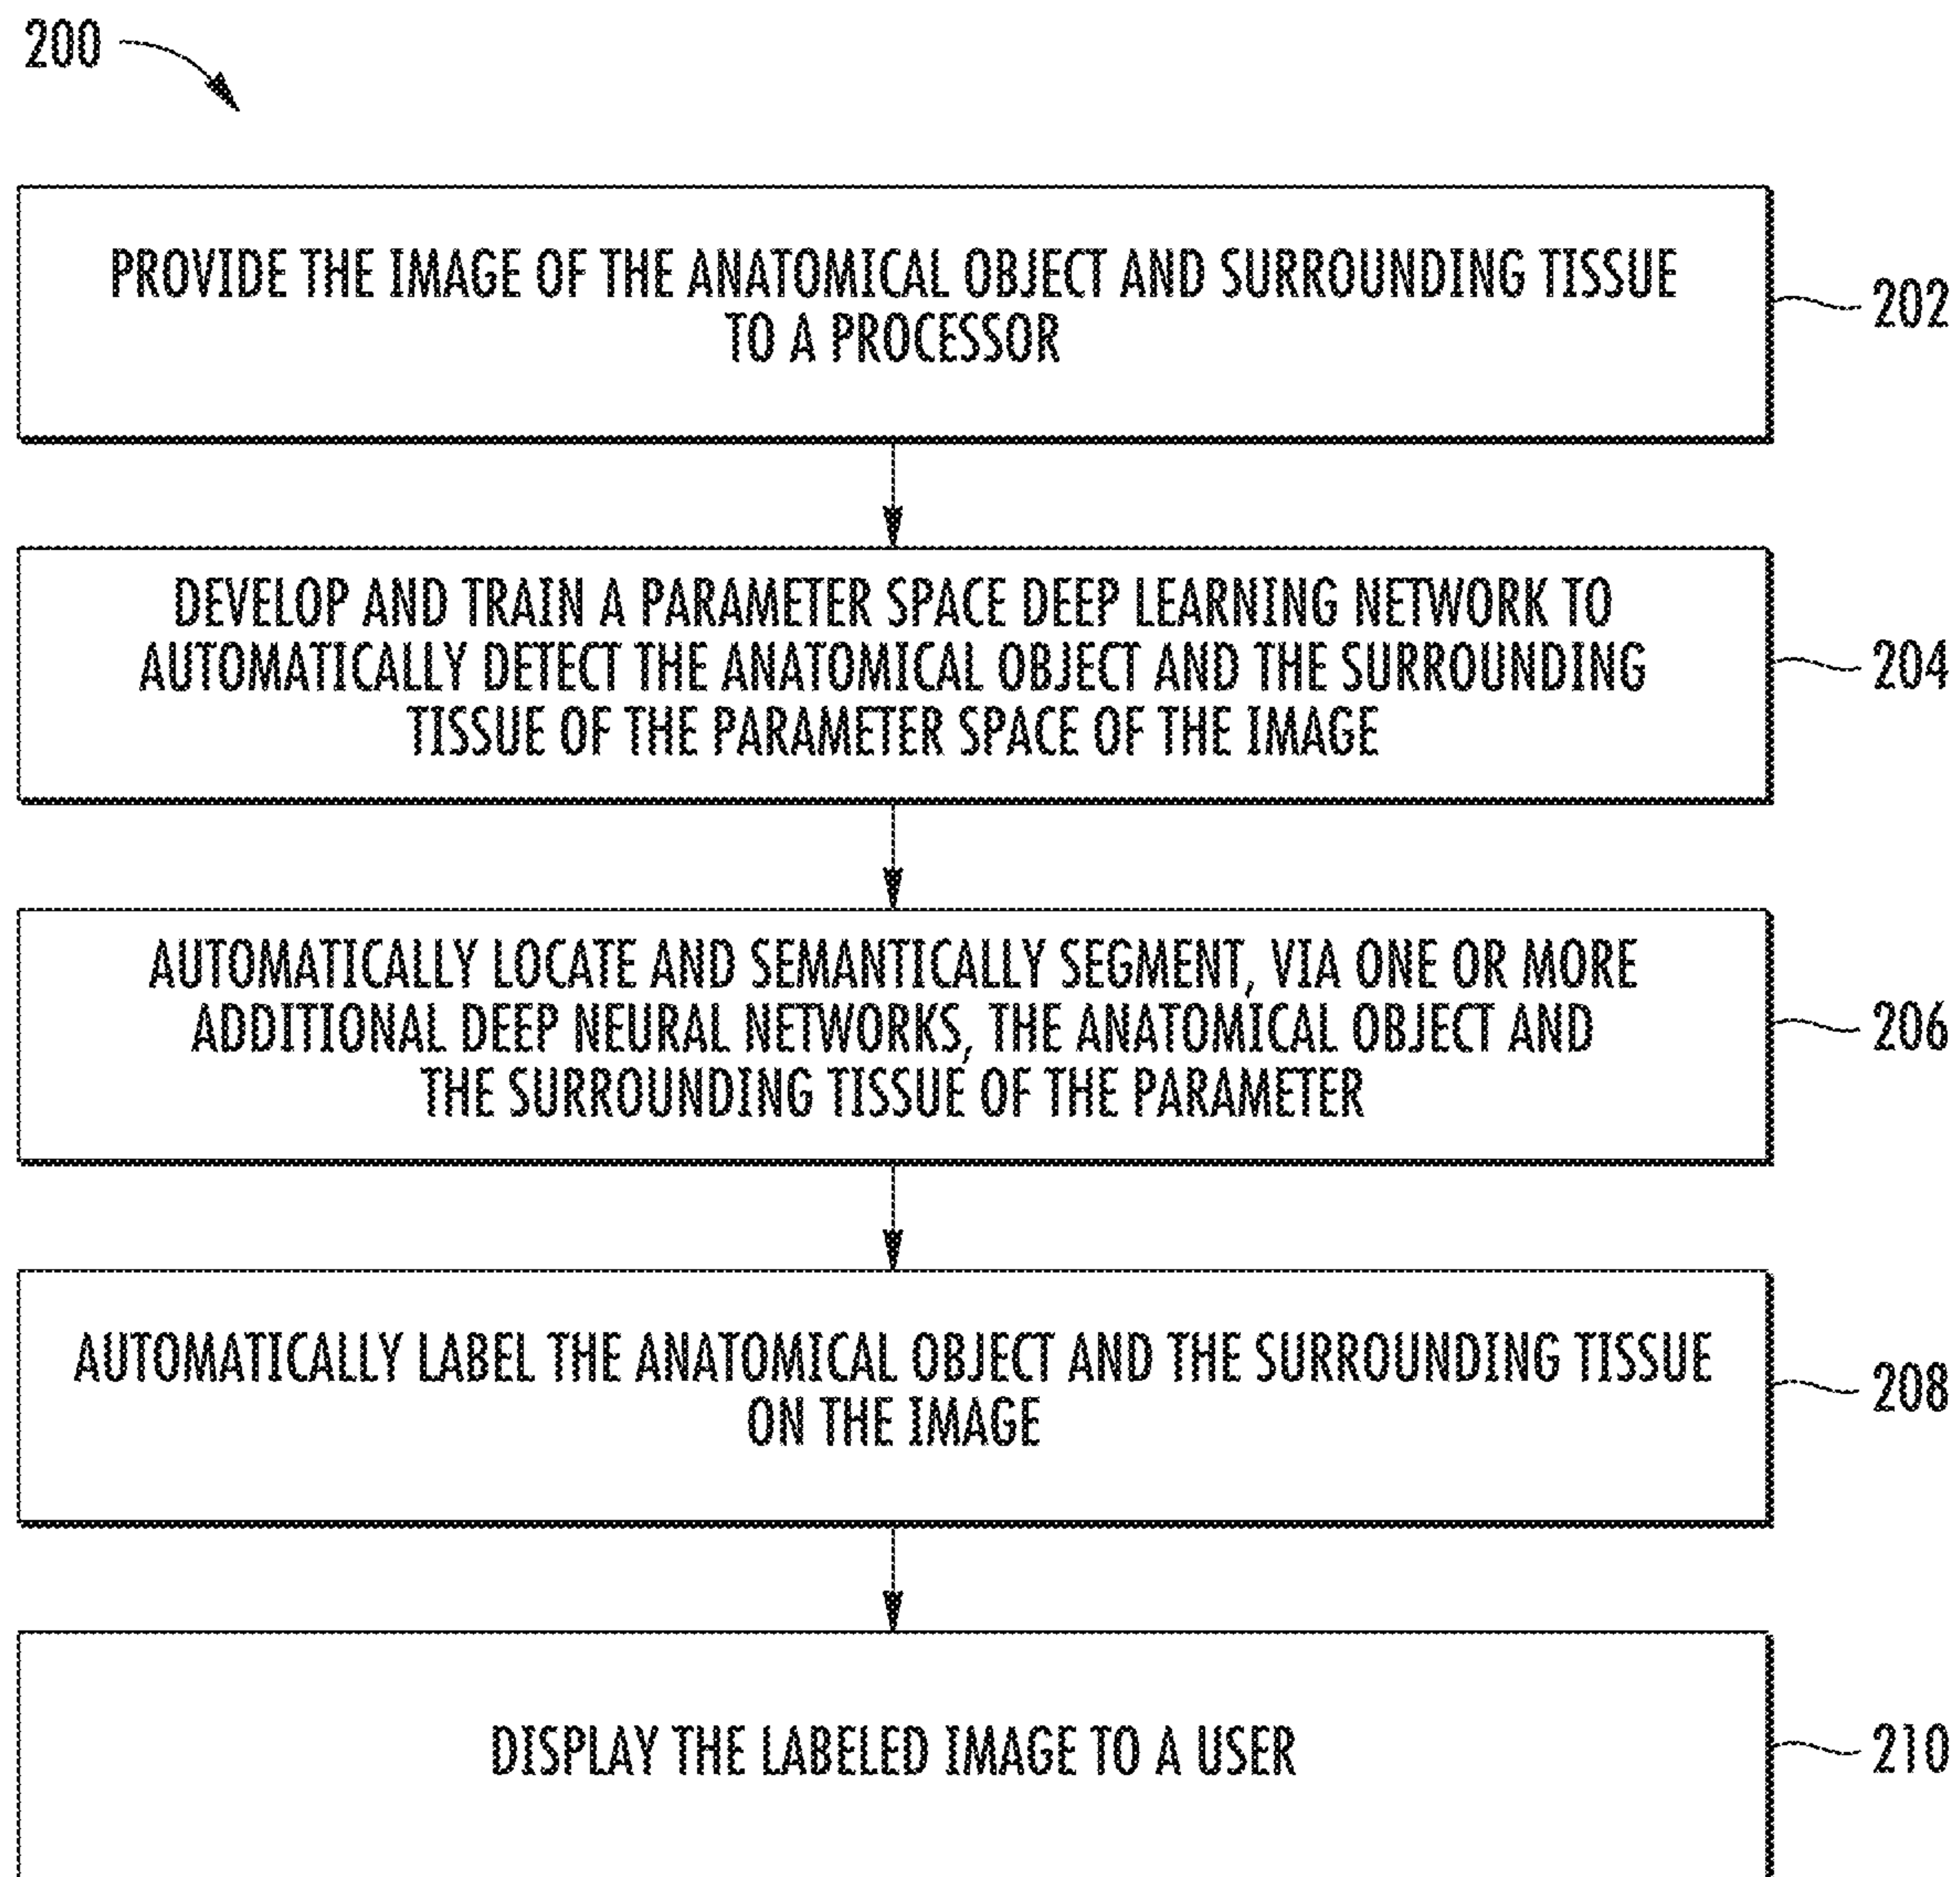 200
PROVIDE THE IMAGE OF THE ANATOMICAL OBJECT AND SURROUNDING TISSUE
TO A PROCESSOR
202
DEVELOP AND TRAIN A PARAMETER SPACE DEEP LEARNING NETWORK TO
AUTOMATICALLY DETECT THE ANATOMICAL OBJECT AND THE SURROUNDING
TISSUE OF THE PARAMETER SPACE OF THE IMAGE
204
AUTOMATICALLY LOCATE AND SEMANTICALLY SEGMENT, VIA ONE OR MORE
ADDITIONAL DEEP NEURAL NETWORKS, THE ANATOMICAL OBJECT AND
THE SURROUNDING TISSUE OF THE PARAMETER
206
AUTOMATICALLY LABEL THE ANATOMICAL OBJECT AND THE SURROUNDING TISSUE
ON THE IMAGE
208
DISPLAY THE LABELED IMAGE TO A USER
210